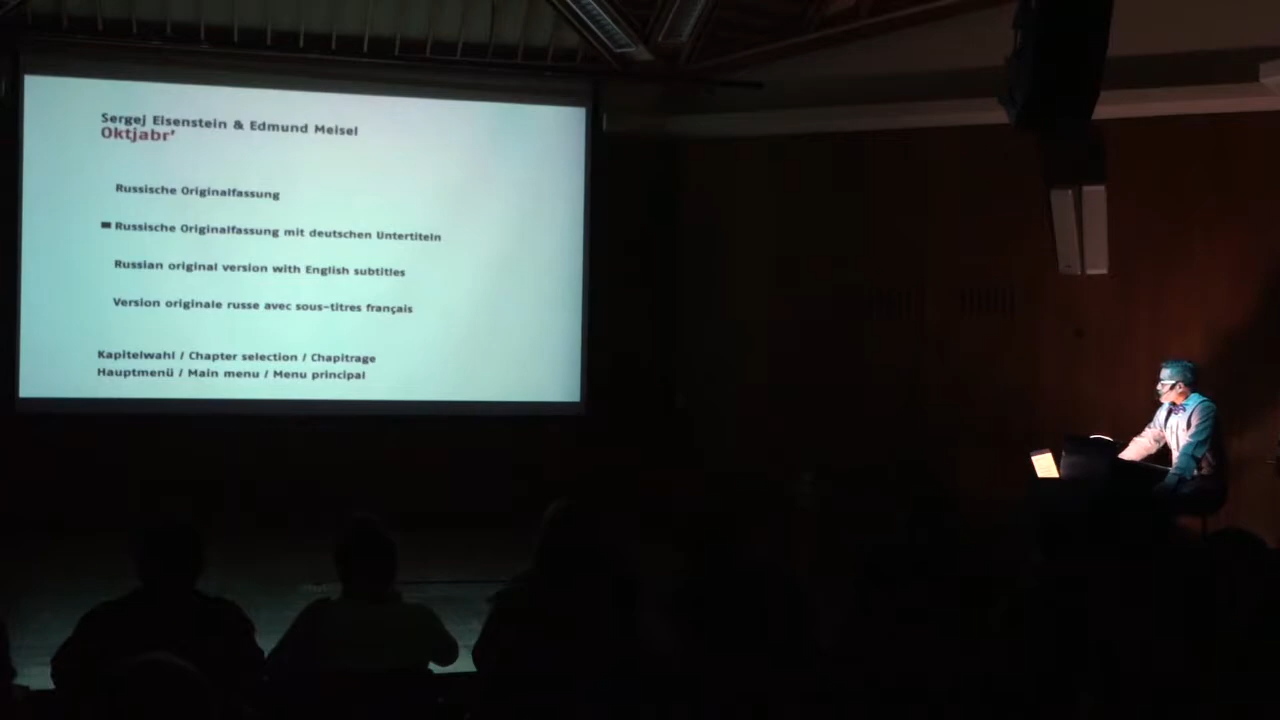 Sergej Eisenstein & Edmund Meisel
Oktjabr’
Russische Originalfassung
Russische Originalfassung mit deutschen Untertiteln
Russian original version with English subtitles
Version originale russe avec sous-titres français
Kapitelwahl / Chapter selection / Chapitrage
Hauptmenü / Main menu / Menu principal